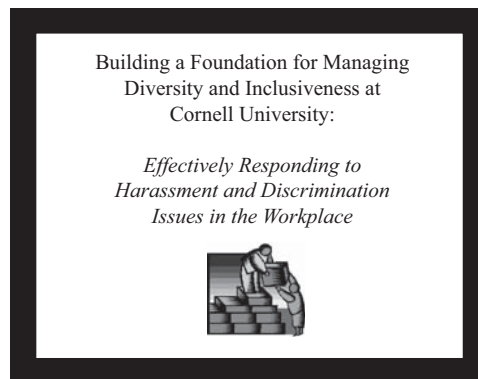 Building a Foundation for Managing
Diversity and Inclusiveness at
Cornell University:
Effectively Responding to
Harassment and Discrimination
Issues in the Workplace